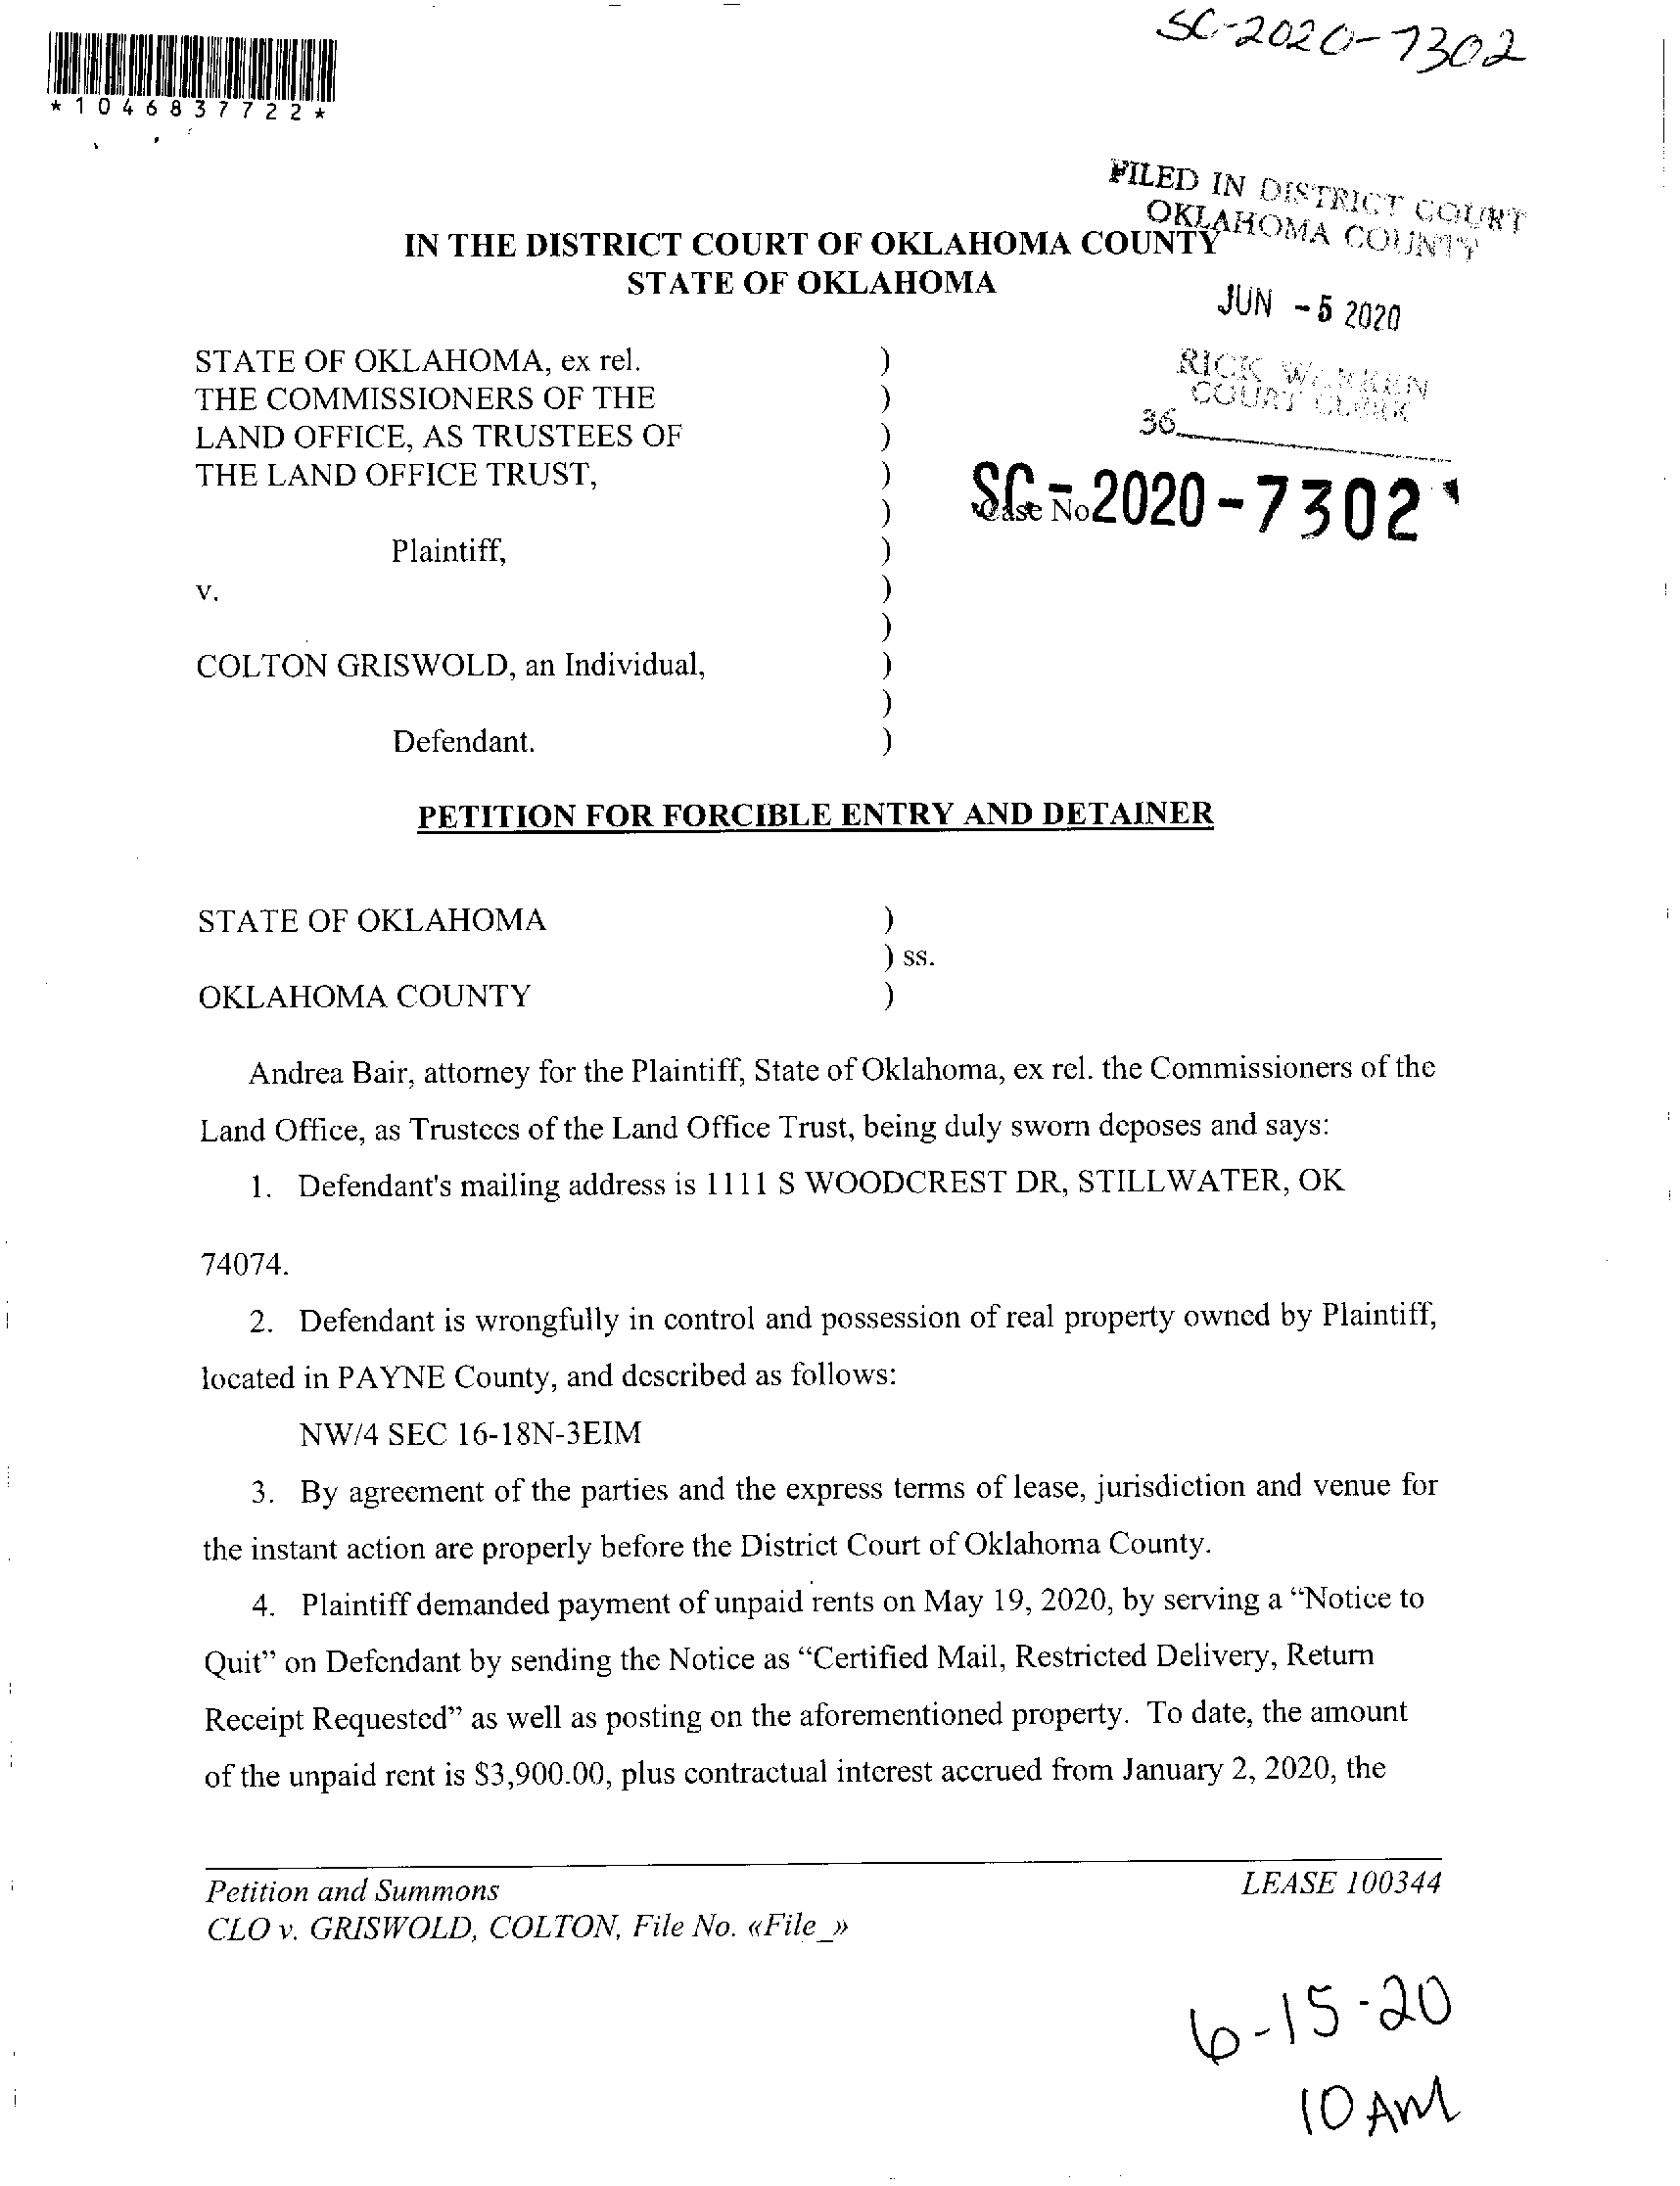 SC-2020-7302
*1046837722*
FILED IN DISTRICT COURT
OKLAHOMA COUNTY
IN THE DISTRICT COURT OF OKLAHOMA COUNTY
STATE OF OKLAHOMA
JUN -5 2020
STATE OF OKLAHOMA, ex rel. )
THE COMMISSIONERS OF THE )
LAND OFFICE, AS TRUSTEES OF )
THE LAND OFFICE TRUST, )
)
Plaintiff, )
v. )
)
COLTON GRISWOLD, an Individual, )
)
Defendant. )
RICK WARREN
COURT CLERK
36
Case No
SC-2020-7302
PETITION FOR FORCIBLE ENTRY AND DETAINER
STATE OF OKLAHOMA )
) ss.
OKLAHOMA COUNTY )
Andrea Bair, attorney for the Plaintiff, State of Oklahoma, ex rel. the Commissioners of the
Land Office, as Trustees of the Land Office Trust, being duly sworn deposes and says:
1. Defendant's mailing address is 1111 S WOODCREST DR, STILLWATER, OK
74074.
2. Defendant is wrongfully in control and possession of real property owned by Plaintiff,
located in PAYNE County, and described as follows:
NW/4 SEC 16-18N-3EIM
3. By agreement of the parties and the express terms of lease, jurisdiction and venue for
the instant action are properly before the District Court of Oklahoma County.
4. Plaintiff demanded payment of unpaid rents on May 19, 2020, by serving a “Notice to
Quit” on Defendant by sending the Notice as “Certified Mail, Restricted Delivery, Return
Receipt Requested” as well as posting on the aforementioned property. To date, the amount
of the unpaid rent is $3,900.00, plus contractual interest accrued from January 2, 2020, the
Petition and Summons LEASE 100344
CLO v. GRISWOLD, COLTON, File No. «File_»
6-15-20
10 AM